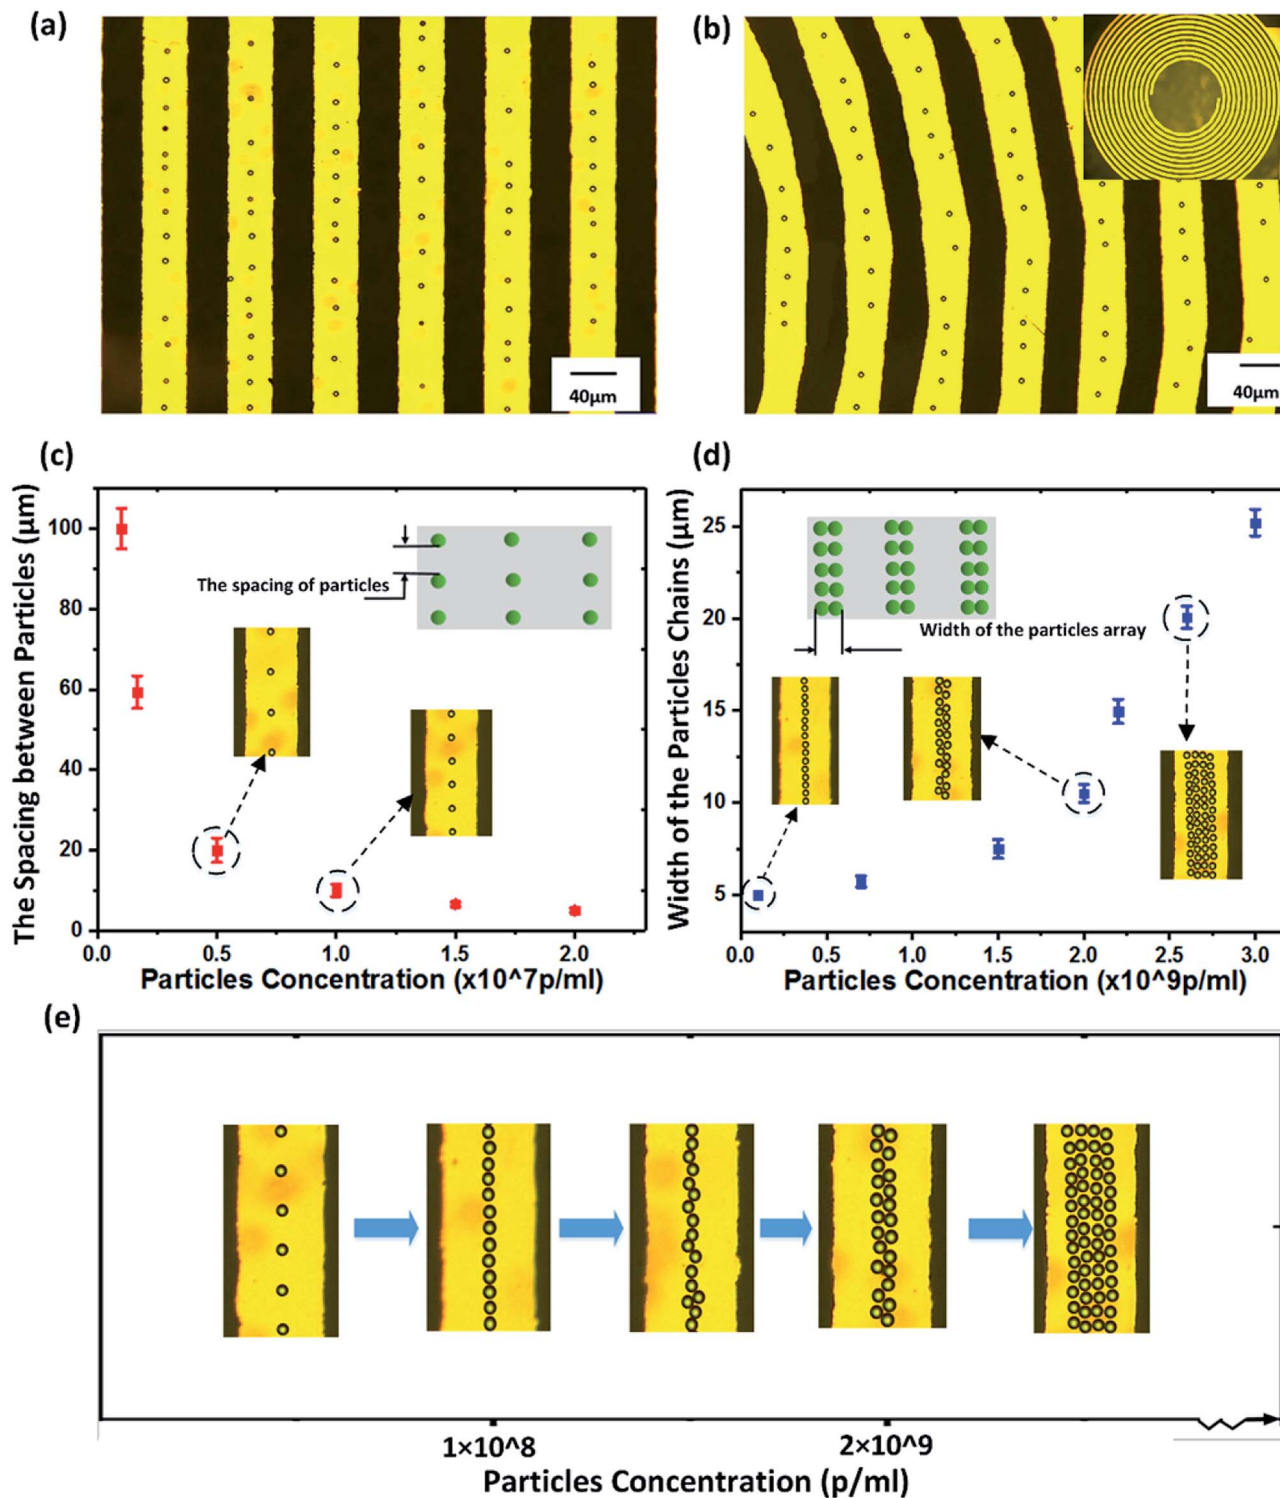 (a)
40μm
(b)
40μm
(c)
The Spacing between Particles (μm)
100
80
60
40
20
0
0.0 0.5 1.0 1.5 2.0
Particles Concentration (x10^7p/ml)
The spacing of particles
(d)
Width of the Particles Chains (μm)
25
20
15
10
5
0.0 0.5 1.0 1.5 2.0 2.5 3.0
Particles Concentration (x10^9p/ml)
Width of the particles array
(e)
1×10^8 2×10^9
Particles Concentration (p/ml)